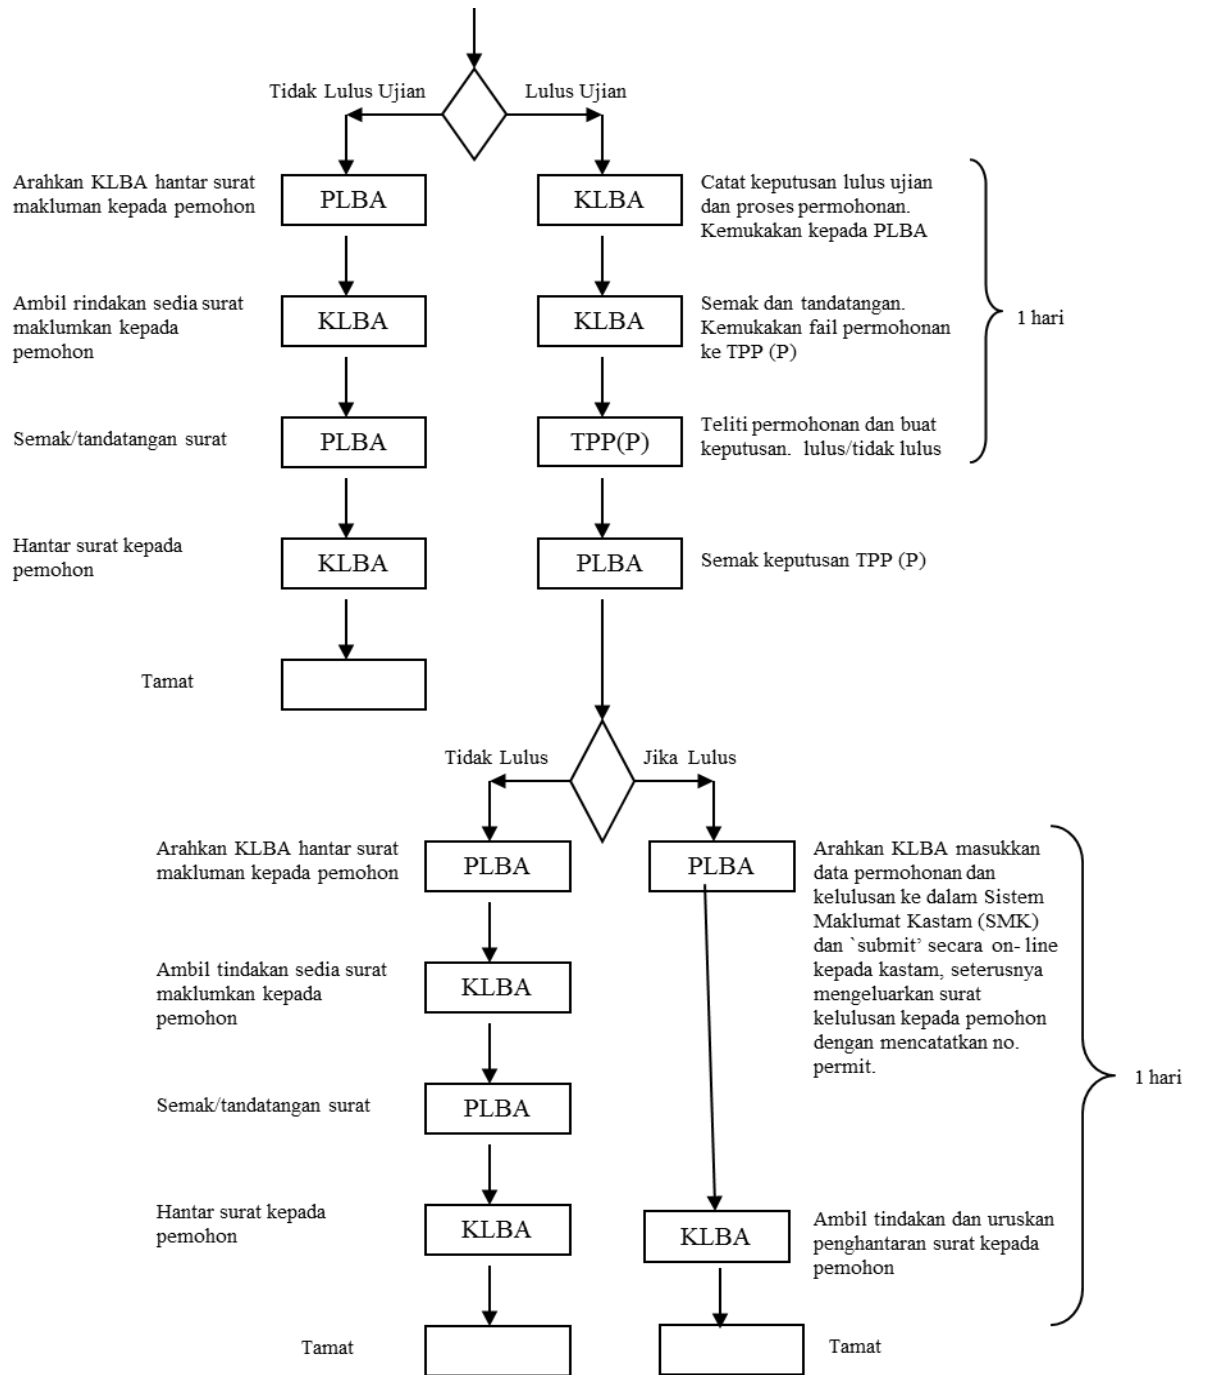 Tidak Lulus Ujian
Lulus Ujian
Arahkan KLBA hantar surat
makluman kepada pemohon
PLBA
KLBA
Catat keputusan lulus ujian
dan proses permohonan.
Kemukakan kepada PLBA
Ambil rindakan sedia surat
maklumkan kepada
pemohon
KLBA
KLBA
Semak dan tandatangan.
Kemukakan fail permohonan
ke TPP (P)
1 hari
Semak/tandatangan surat
PLBA
TPP(P)
Teliti permohonan dan buat
keputusan. lulus/tidak lulus
Hantar surat kepada
pemohon
KLBA
PLBA
Semak keputusan TPP (P)
Tamat
Tidak Lulus
Jika Lulus
Arahkan KLBA hantar surat
makluman kepada pemohon
PLBA
PLBA
Arahkan KLBA masukkan
data permohonan dan
kelulusan ke dalam Sistem
Maklumat Kastam (SMK)
dan `submit’ secara on- line
kepada kastam, seterusnya
mengeluarkan surat
kelulusan kepada pemohon
dengan mencatatkan no.
permit.
Ambil tindakan sedia surat
maklumkan kepada
pemohon
KLBA
1 hari
Semak/tandatangan surat
PLBA
Hantar surat kepada
pemohon
KLBA
KLBA
Ambil tindakan dan uruskan
penghantaran surat kepada
pemohon
Tamat
Tamat